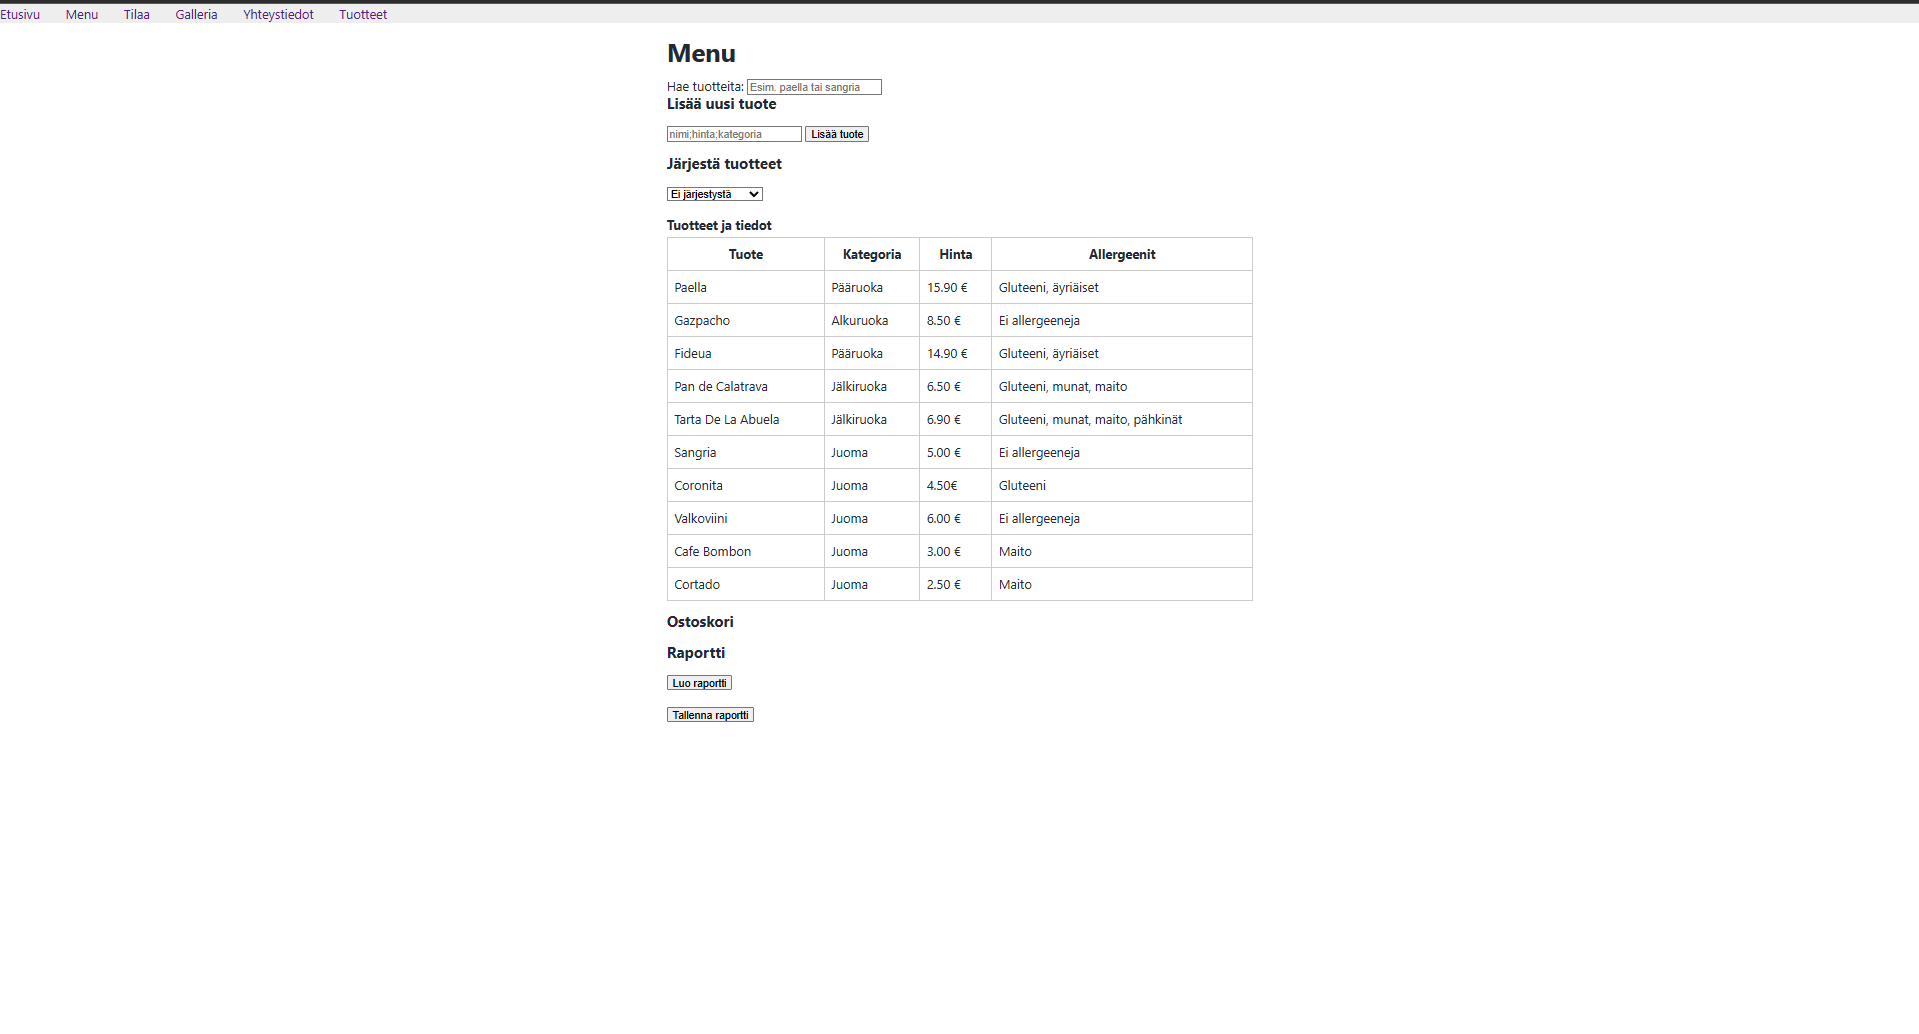 Etusivu Menu Tilaa Galleria Yhteystiedot Tuotteet
Menu
Hae tuotteita: Esim. paella tai sangria
Lisää uusi tuote
nimi;hinta;kategoria Lisää tuote
Järjestä tuotteet
Ei järjestystä
Tuotteet ja tiedot
Tuote Kategoria Hinta Allergeenit
Paella Pääruoka 15.90 € Gluteeni, äyriäiset
Gazpacho Alkuruoka 8.50 € Ei allergeeneja
Fideua Pääruoka 14.90 € Gluteeni, äyriäiset
Pan de Calatrava Jälkiruoka 6.50 € Gluteeni, munat, maito
Tarta De La Abuela Jälkiruoka 6.90 € Gluteeni, munat, maito, pähkinät
Sangria Juoma 5.00 € Ei allergeeneja
Coronita Juoma 4.50€ Gluteeni
Valkoviini Juoma 6.00 € Ei allergeeneja
Cafe Bombon Juoma 3.00 € Maito
Cortado Juoma 2.50 € Maito
Ostoskori
Raportti
Luo raportti
Tallenna raportti